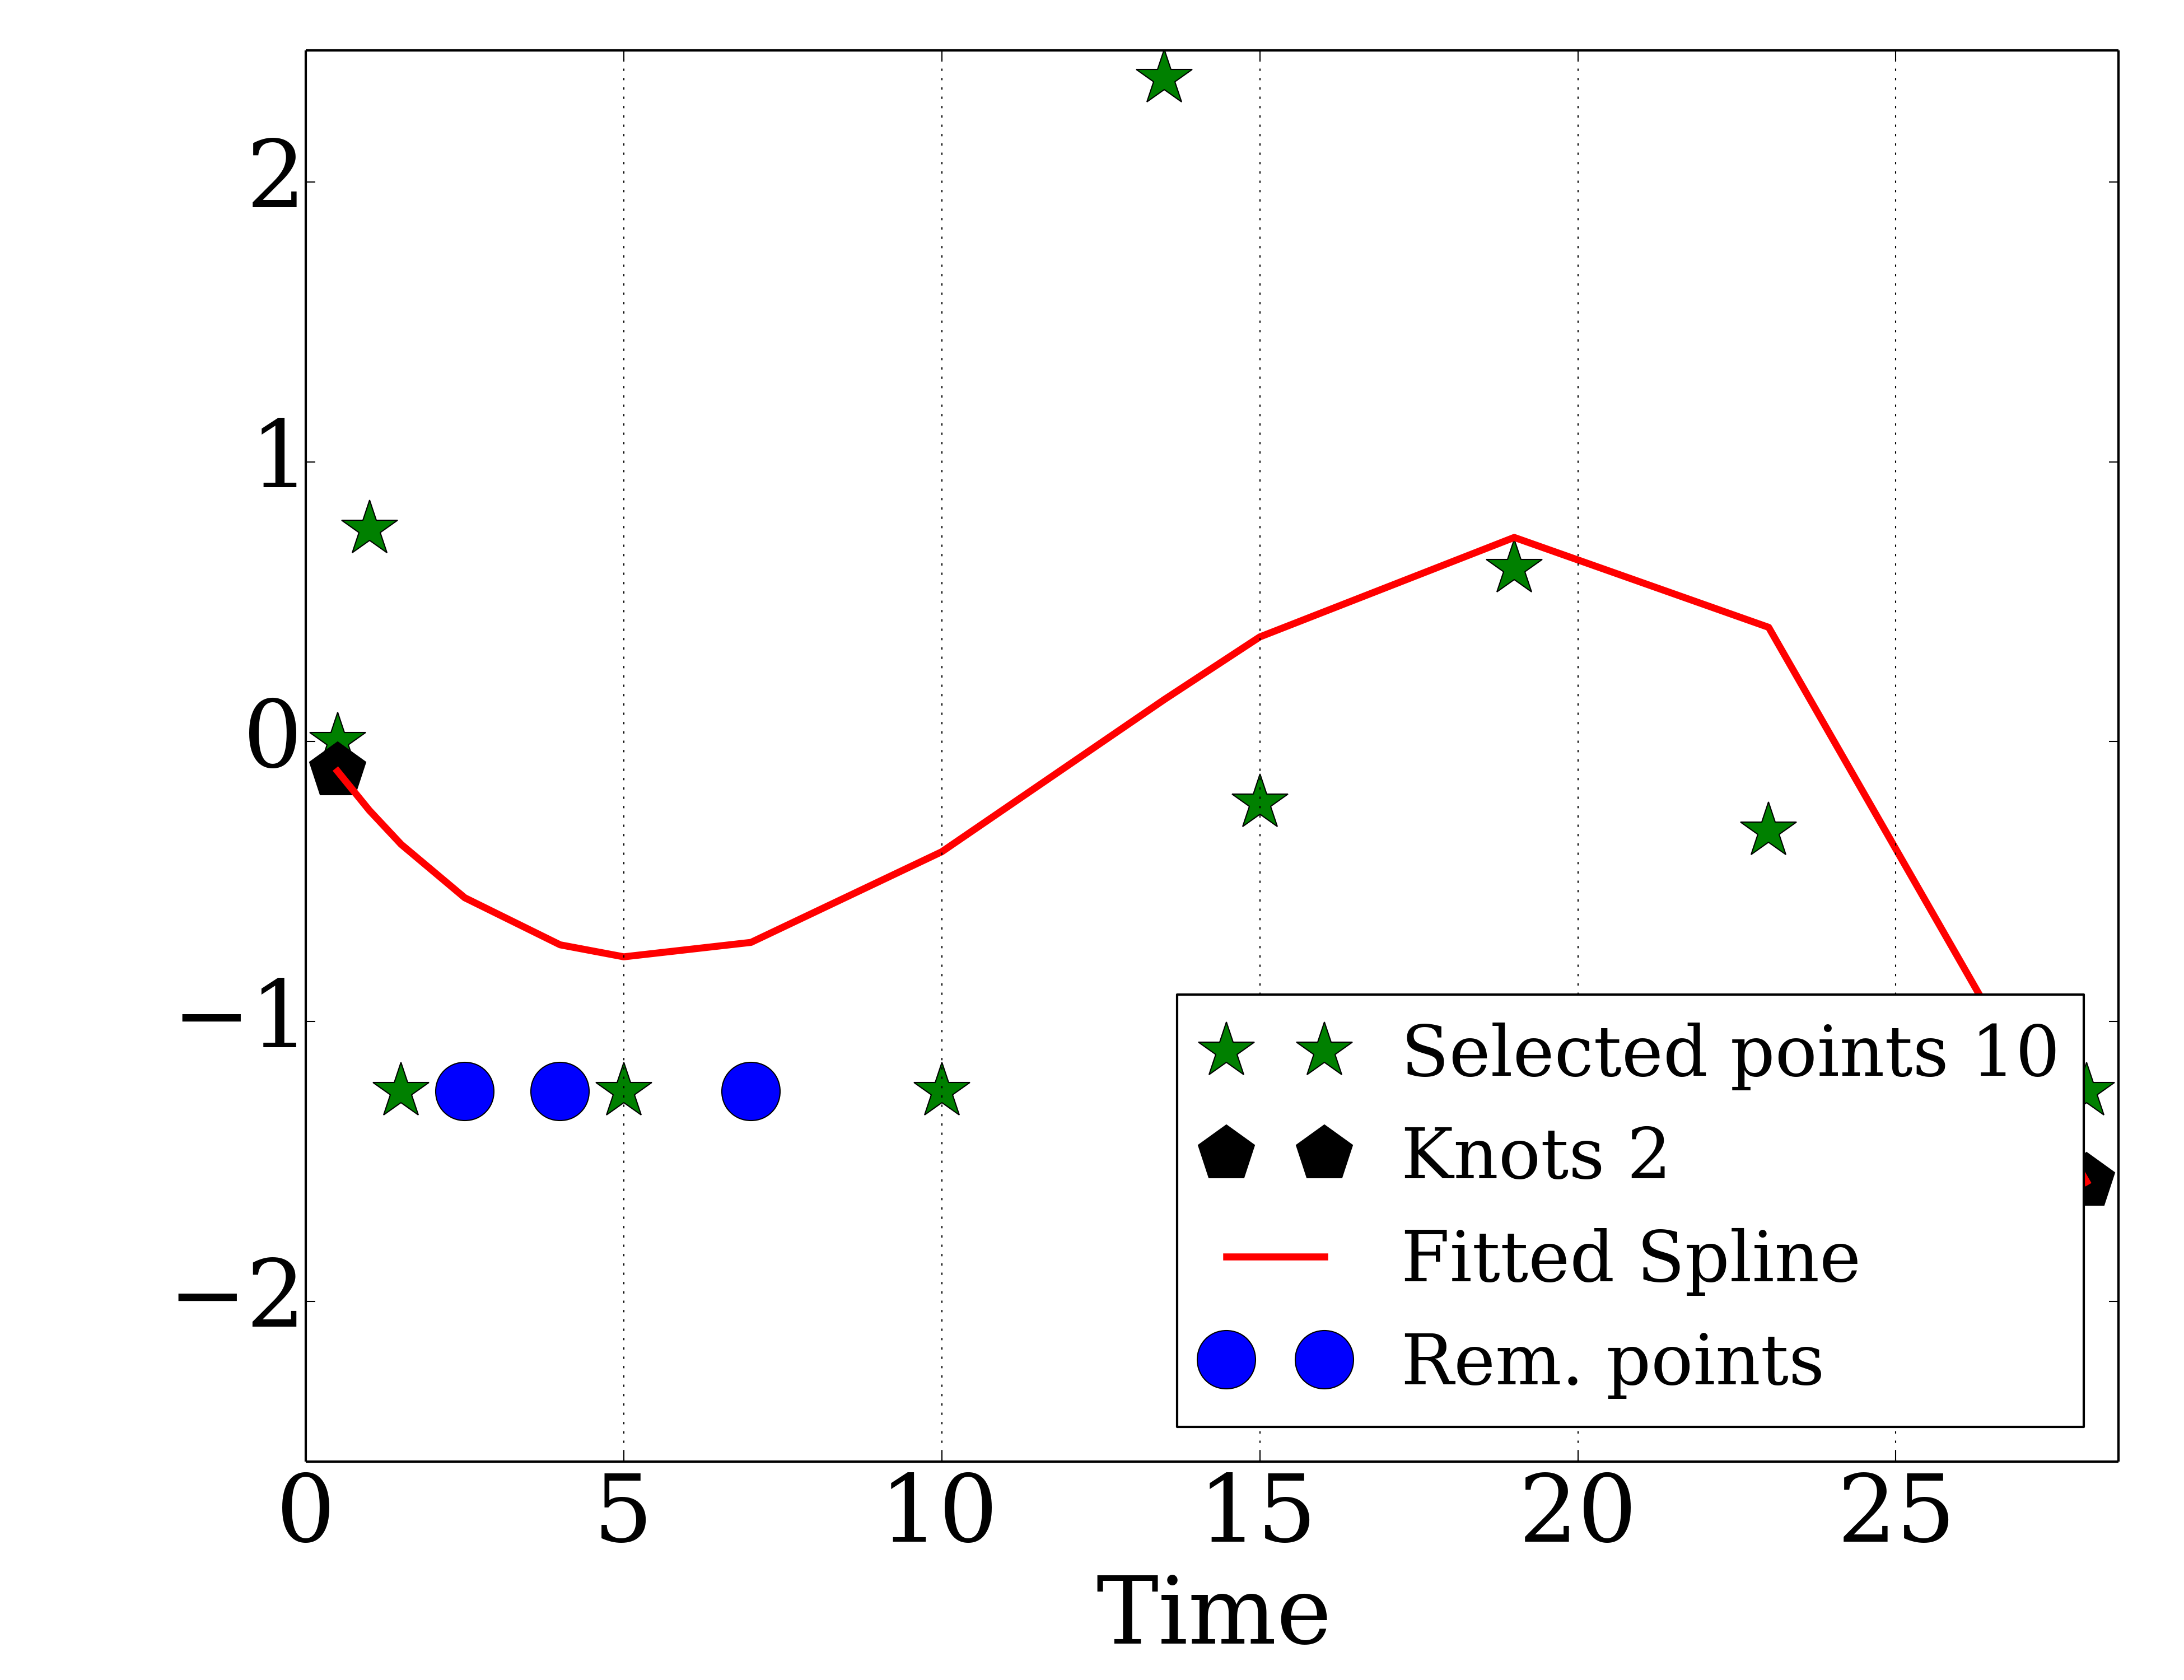 2
1
0
−1
−2
Selected points 10
Knots 2
Fitted Spline
Rem. points
0 5 10 15 20 25
Time